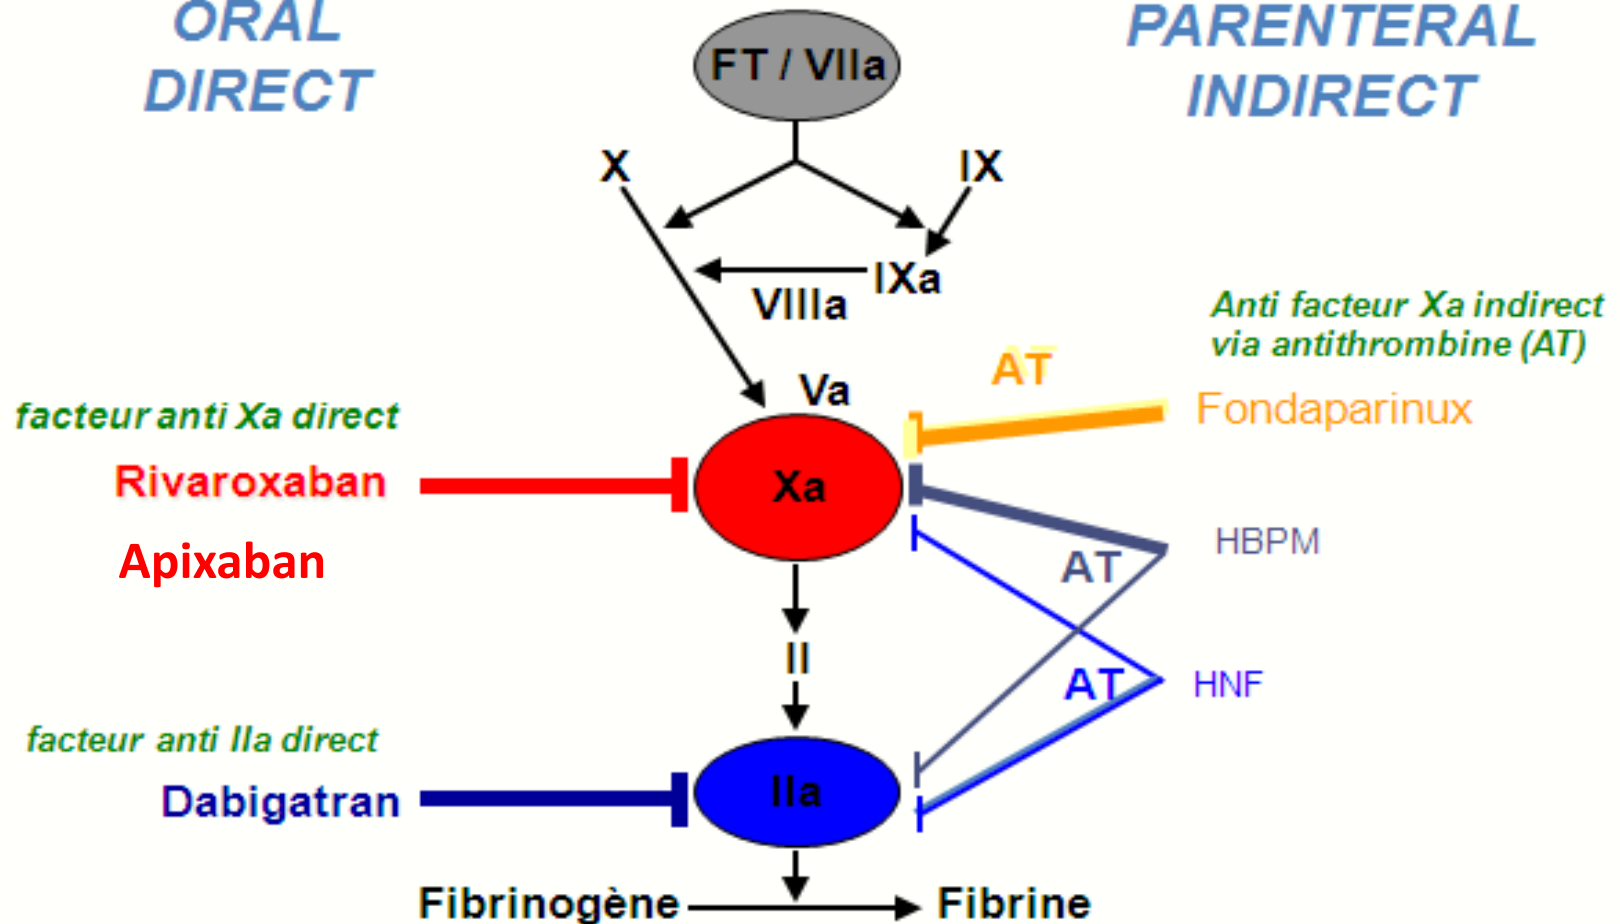 ORAL
DIRECT
PARENTERAL
INDIRECT
FT / VIIa
X
IX
IXa
VIIIa
Anti facteur Xa indirect
via antithrombine (AT)
AT
Va
Fondaparinux
facteur anti Xa direct
Rivaroxaban
Xa
Apixaban
HBPM
AT
II
AT
HNF
facteur anti IIa direct
Dabigatran
IIa
Fibrinogène
Fibrine